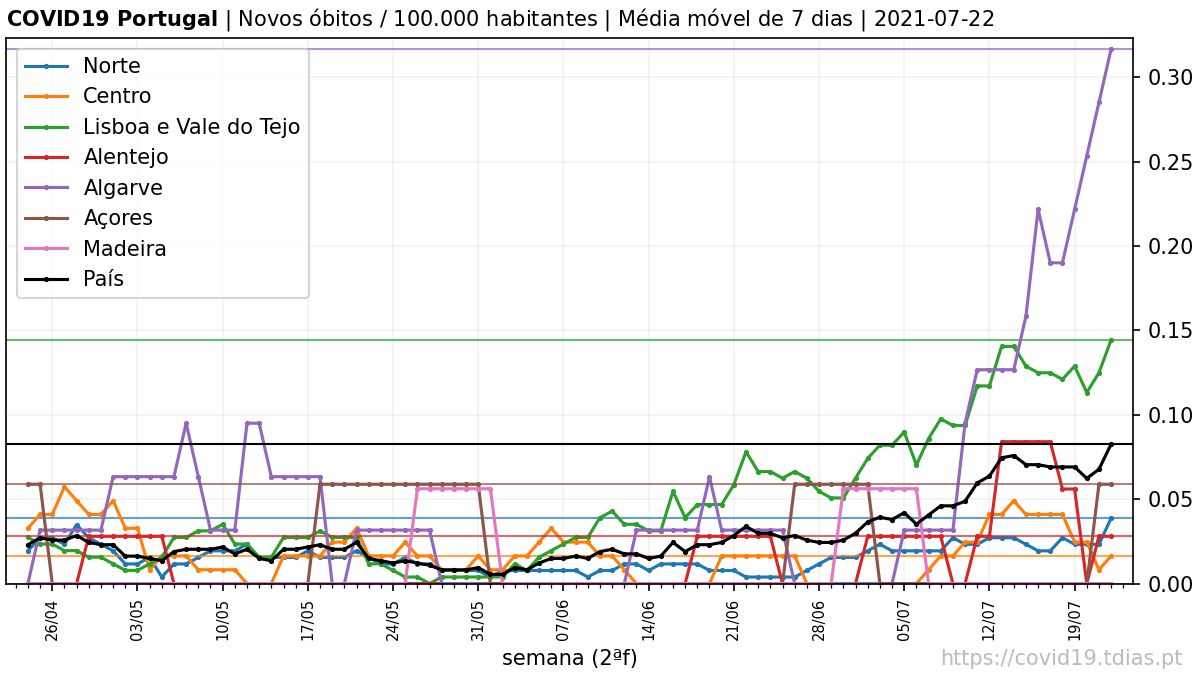 COVID19 Portugal | Novos óbitos / 100.000 habitantes | Média móvel de 7 dias | 2021-07-22
Norte
Centro
Lisboa e Vale do Tejo
Alentejo
Algarve
Açores
Madeira
País
0.30
0.25
0.20
0.15
0.10
0.05
0.00
26/04
03/05
10/05
17/05
24/05
31/05
07/06
14/06
21/06
28/06
05/07
12/07
19/07
semana (2ªf)
https://covid19.tdias.pt